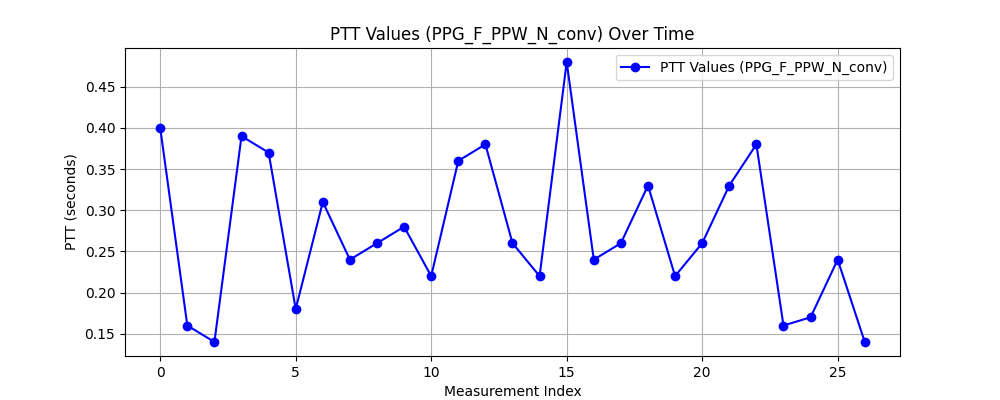 PTT Values (PPG_F_PPW_N_conv) Over Time
PTT Values (PPG_F_PPW_N_conv)
PTT (seconds)
0.45
0.40
0.35
0.30
0.25
0.20
0.15
0 5 10 15 20 25
Measurement Index